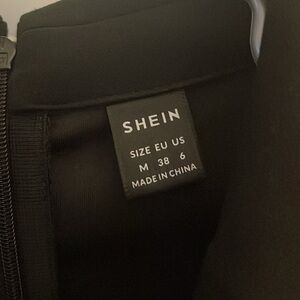 SHEIN
SIZE EU US
M 38 6
MADE IN CHINA